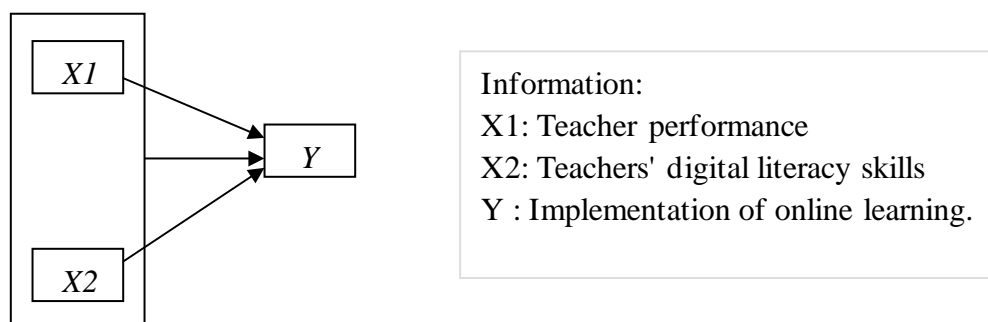 X1
Y
X2
Information:
X1: Teacher performance
X2: Teachers' digital literacy skills
Y : Implementation of online learning.